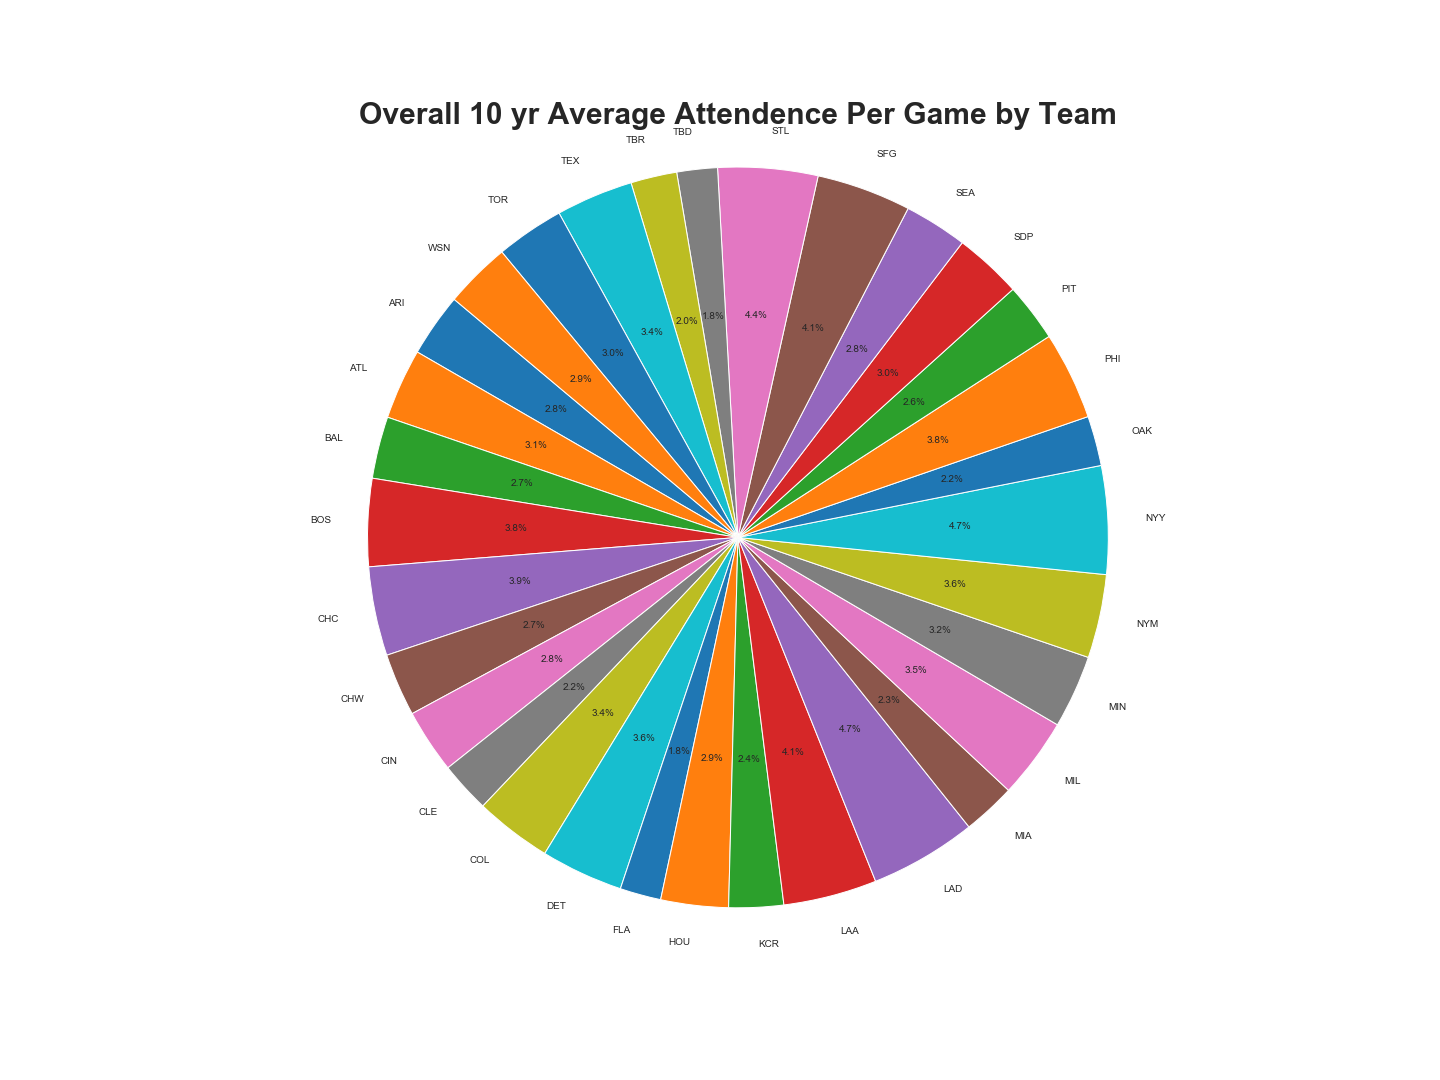 Overall 10 yr Average Attendence Per Game by Team
TBD
STL
TBR
SFG
TEX
SEA
TOR
SDP
WSN
PIT
ARI
PHI
ATL
OAK
BAL
NYY
BOS
NYM
CHC
MIN
CHW
MIL
CIN
MIA
CLE
LAD
COL
LAA
DET
KCR
FLA
HOU
1.8%
4.4%
2.0%
4.1%
3.4%
2.8%
3.0%
3.0%
2.9%
2.6%
2.8%
3.8%
3.1%
2.2%
2.7%
4.7%
3.8%
3.6%
3.9%
3.2%
2.7%
3.5%
2.8%
2.3%
2.2%
4.7%
3.4%
4.1%
3.6%
2.4%
1.8%
2.9%